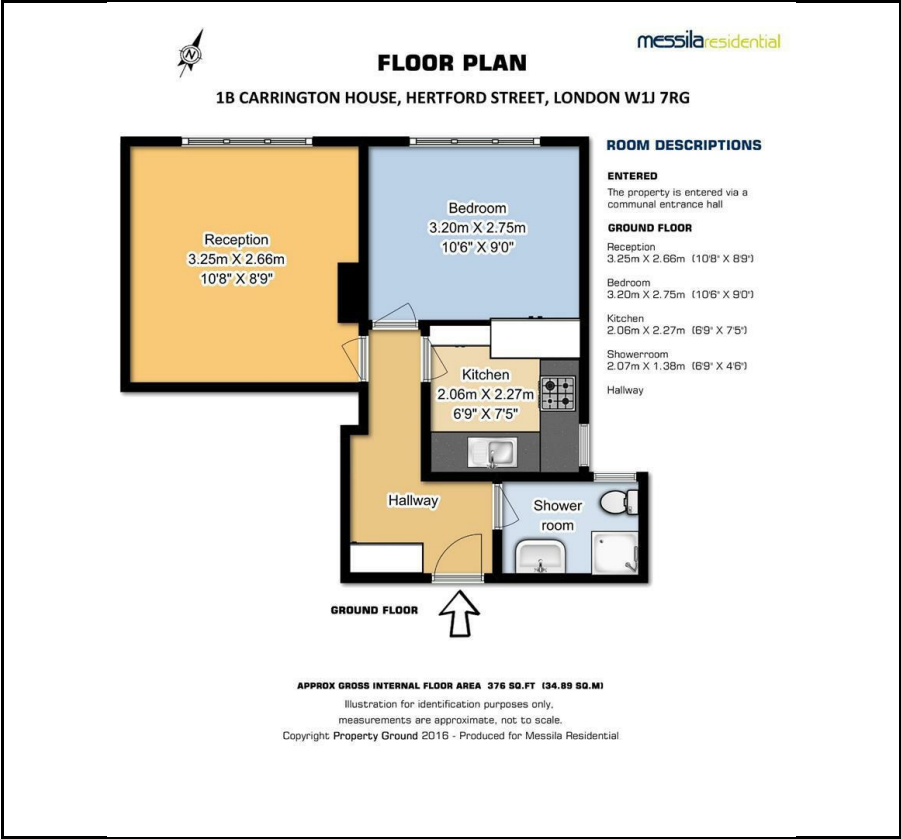 N
messilaresidential
FLOOR PLAN
1B CARRINGTON HOUSE, HERTFORD STREET, LONDON W1J 7RG
Reception
3.25m X 2.66m
10'8" X 8'9"
Bedroom
3.20m X 2.75m
10'6" X 9'0"
Kitchen
2.06m X 2.27m
6'9" X 7'5"
Hallway
Shower
room
GROUND FLOOR
ROOM DESCRIPTIONS
ENTERED
The property is entered via a
communal entrance hall
GROUND FLOOR
Reception
3.25m X 2.66m (10'8" X 8'9")
Bedroom
3.20m X 2.75m (10'6" X 9'0")
Kitchen
2.06m X 2.27m (6'9" X 7'5")
Showerroom
2.07m X 1.38m (6'9" X 4'6")
Hallway
APPROX GROSS INTERNAL FLOOR AREA 376 SQ.FT (34.89 SQ.M)
Illustration for identification purposes only,
measurements are approximate, not to scale.
Copyright Property Ground 2016 - Produced for Messila Residential